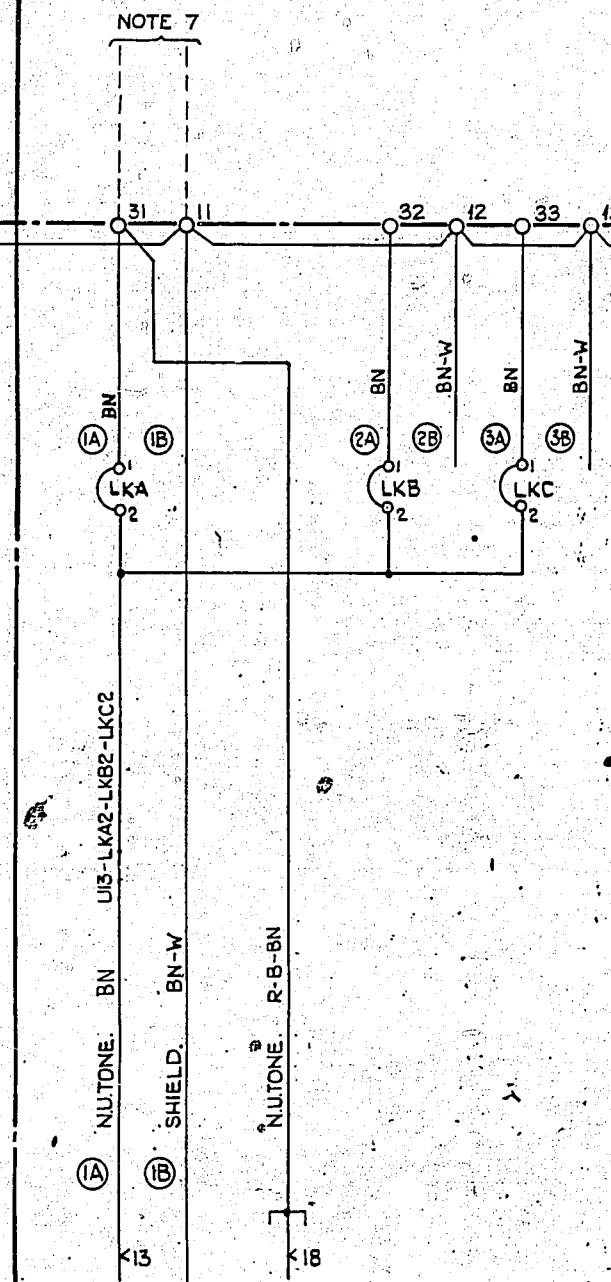 NOTE 7
31 11 32 12 33
BN BN BN-W BN BN-W
1A 1B 2A 2B 3A 3B
1 1 1
LKA LKB LKC
2 2 2
N.U.TONE. BN U13-LKA2-LKB2-LKC2
SHIELD. BN-W
N.U.TONE. R-B-BN
1A 1B
<13 <18